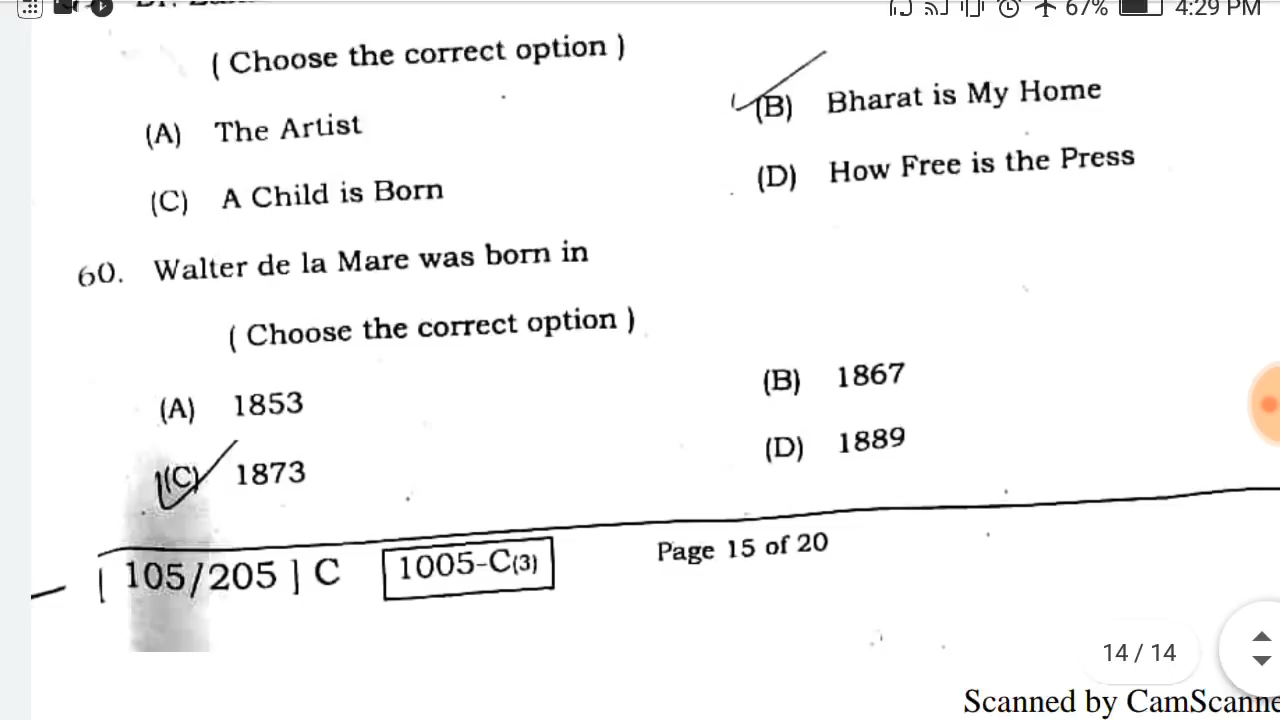 67% 4:29 PM
( Choose the correct option )
(A) The Artist
(B) Bharat is My Home
(C) A Child is Born
(D) How Free is the Press
60. Walter de la Mare was born in
( Choose the correct option )
(A) 1853
(B) 1867
(C) 1873
(D) 1889
[ 105/205 ] C 1005-C(3) Page 15 of 20
14 / 14
Scanned by CamScanne